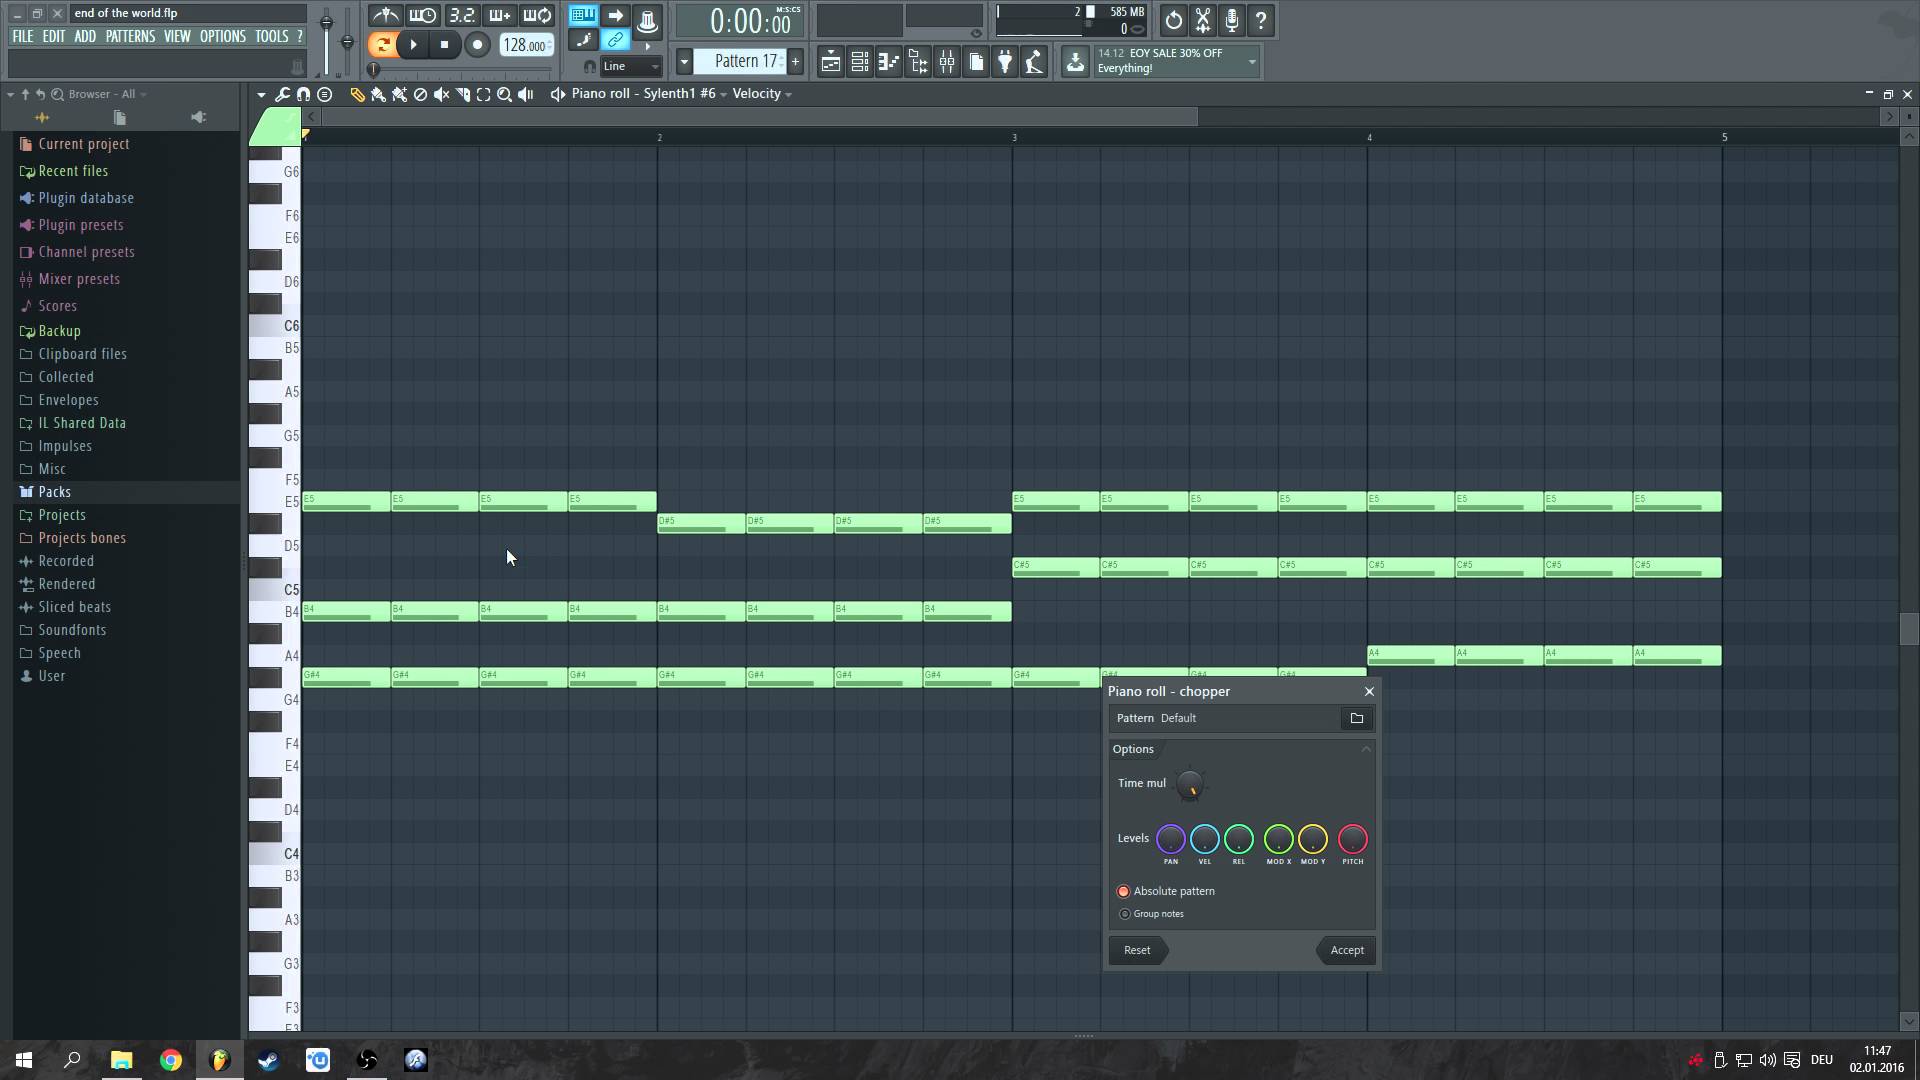 end of the world.flp
FILE EDIT ADD PATTERNS VIEW OPTIONS TOOLS ?
3.2.
128.000
Line
0:00:00
M:S:CS
Pattern 17
2
585 MB
0
?
14.12 EOY SALE 30% OFF
Everything!
Browser - All
Piano roll - Sylenth1 #6
Velocity
Current project
Recent files
Plugin database
Plugin presets
Channel presets
Mixer presets
Scores
Backup
Clipboard files
Collected
Envelopes
IL Shared Data
Impulses
Misc
Packs
Projects
Projects bones
Recorded
Rendered
Sliced beats
Soundfonts
Speech
User
2 3 4 5
G6
F6
E6
D6
C6
B5
A5
G5
F5
E5
D5
C5
B4
A4
G4
F4
E4
D4
C4
B3
A3
G3
F3
E3
E5 E5 E5 E5 E5 E5 E5 E5 E5 E5 E5 E5
D#5 D#5 D#5 D#5
C#5 C#5 C#5 C#5 C#5 C#5 C#5 C#5
B4 B4 B4 B4 B4 B4 B4 B4
A4 A4 A4 A4
G#4 G#4 G#4 G#4 G#4 G#4 G#4 G#4 G#4 G#4 G#4 G#4
Piano roll - chopper
Pattern Default
Options
Time mul
Levels
PAN VEL REL MOD X MOD Y PITCH
Absolute pattern
Group notes
Reset
Accept
DEU
11:47
02.01.2016